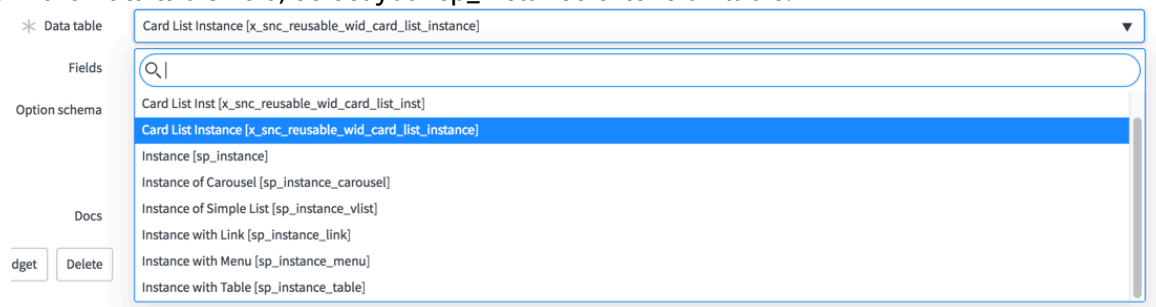 Data table
Card List Instance [x_snc_reusable_wid_card_list_instance]
Fields
Card List Inst [x_snc_reusable_wid_card_list_inst]
Option schema
Card List Instance [x_snc_reusable_wid_card_list_instance]
Instance [sp_instance]
Instance of Carousel [sp_instance_carousel]
Instance of Simple List [sp_instance_vlist]
Docs
Instance with Link [sp_instance_link]
dget
Delete
Instance with Menu [sp_instance_menu]
Instance with Table [sp_instance_table]